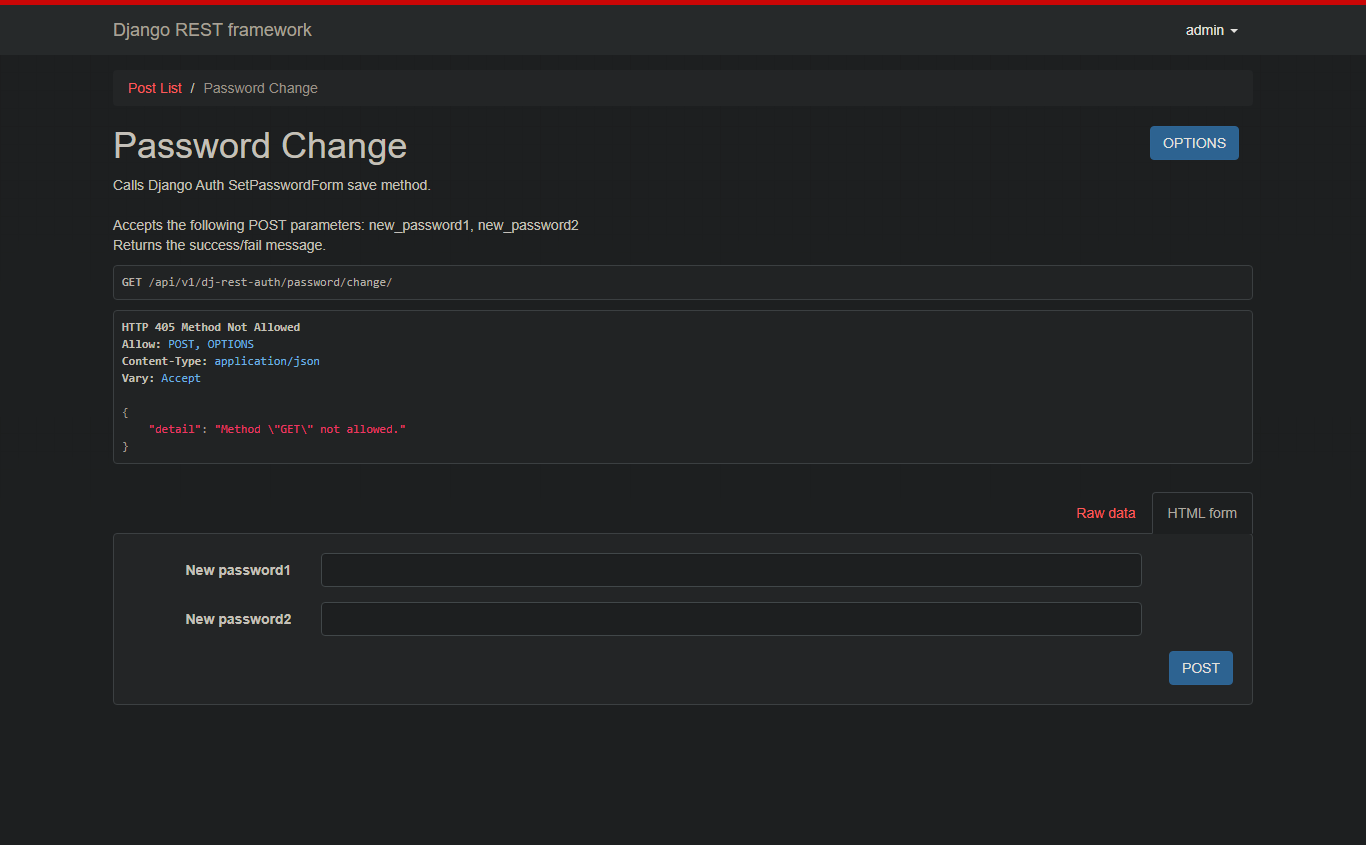 Django REST framework
admin
Post List / Password Change
Password Change
OPTIONS
Calls Django Auth SetPasswordForm save method.
Accepts the following POST parameters: new_password1, new_password2
Returns the success/fail message.
GET /api/v1/dj-rest-auth/password/change/
HTTP 405 Method Not Allowed
Allow: POST, OPTIONS
Content-Type: application/json
Vary: Accept
{
"detail": "Method \"GET\" not allowed."
}
Raw data
HTML form
New password1
New password2
POST